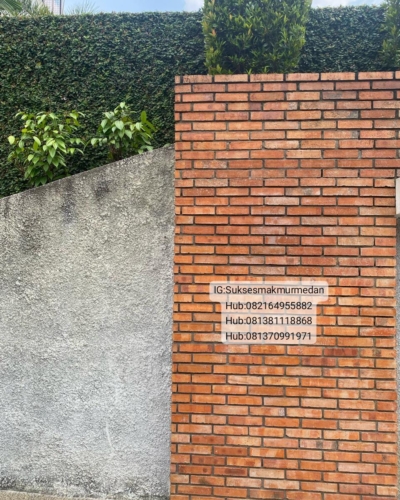 IG:Suksesmakmurmedan
Hub:082164955882
Hub:081381118868
Hub:081370991971